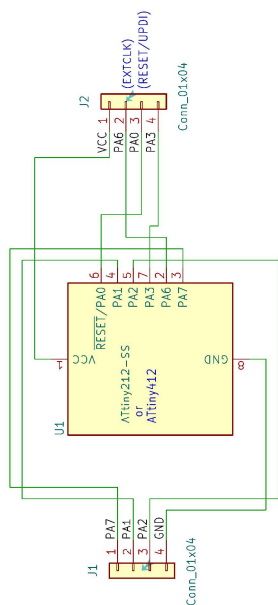 J2
Conn_01x04
VCC 1
PA6 2
PA0 3
PA3 4
(EXTCLK)
(RESET/UPDI)
6 RESET/PA0
4 PA1
5 PA2
7 PA3
2 PA6
3 PA7
1 VCC
GND 8
U1
ATtiny212-SS
or
ATtiny412
J1
Conn_01x04
1 PA7
2 PA1
3 PA2
4 GND